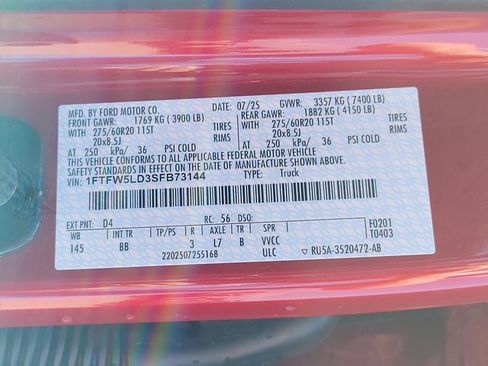 MFD. BY FORD MOTOR CO. 07/25 GVWR: 3357 KG ( 7400 LB)
FRONT GAWR: 1769 KG ( 3900 LB) REAR GAWR: 1882 KG ( 4150 LB)
WITH 275/60R20 115T TIRES WITH 275/60R20 115T TIRES
20x8.5J RIMS 20x8.5J RIMS
AT 250 kPa/ 36 PSI COLD AT 250 kPa/ 36 PSI COLD
THIS VEHICLE CONFORMS TO ALL APPLICABLE FEDERAL MOTOR VEHICLE
SAFETY STANDARDS IN EFFECT ON THE DATE OF MANUFACTURE SHOWN ABOVE.
VIN: 1FTFW5LD3SFB73144 TYPE: Truck
EXT PNT: D4 RC: 56 DSO: F0201
WB INT TR TP/PS R AXLE TR SPR T0403
145 BB 3 L7 B VVCC
2202507255168 ULC ▽ RU5A-3520472-AB